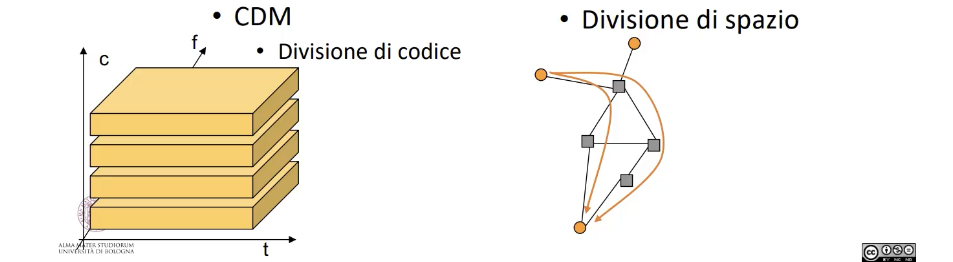 • CDM
• Divisione di codice
c
f
t
ALMA MATER STUDIORUM
UNIVERSITÀ DI BOLOGNA
• Divisione di spazio
cc
BY NC ND